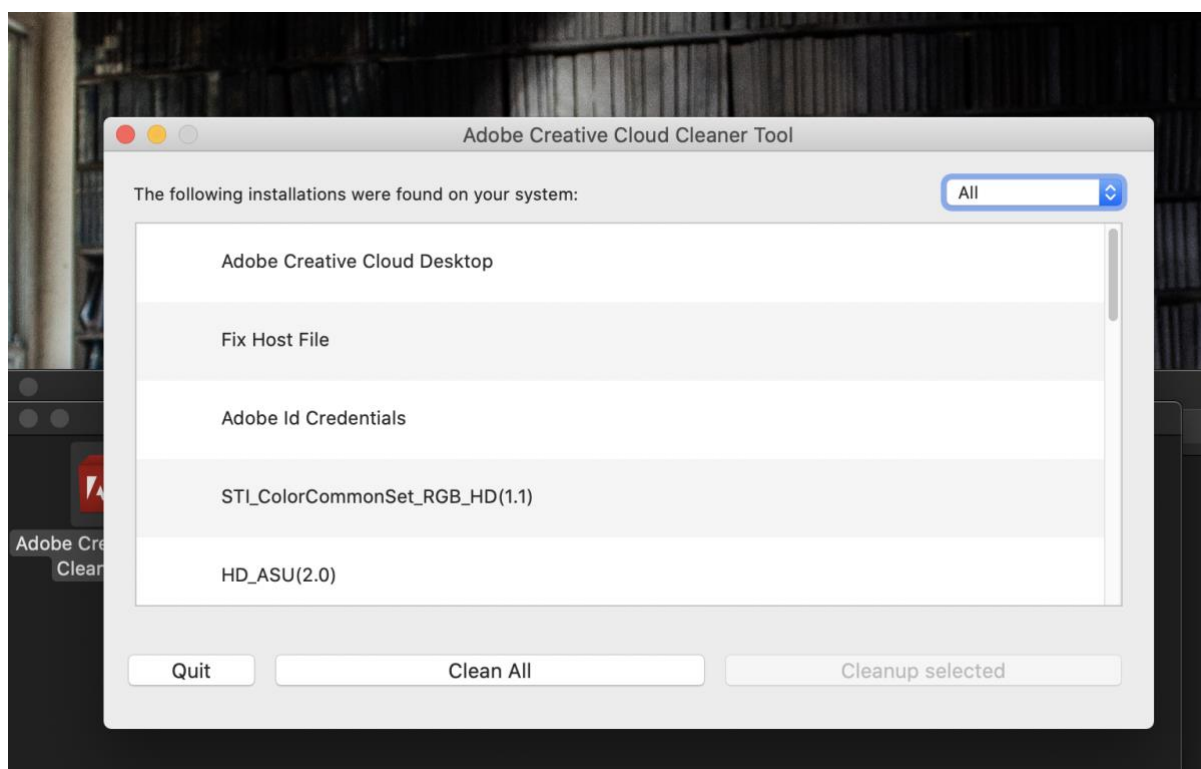 Adobe Creative Cloud Cleaner Tool
The following installations were found on your system:
All
Adobe Creative Cloud Desktop
Fix Host File
Adobe Id Credentials
STI_ColorCommonSet_RGB_HD(1.1)
HD_ASU(2.0)
Adobe Cre
Clean
Quit
Clean All
Cleanup selected